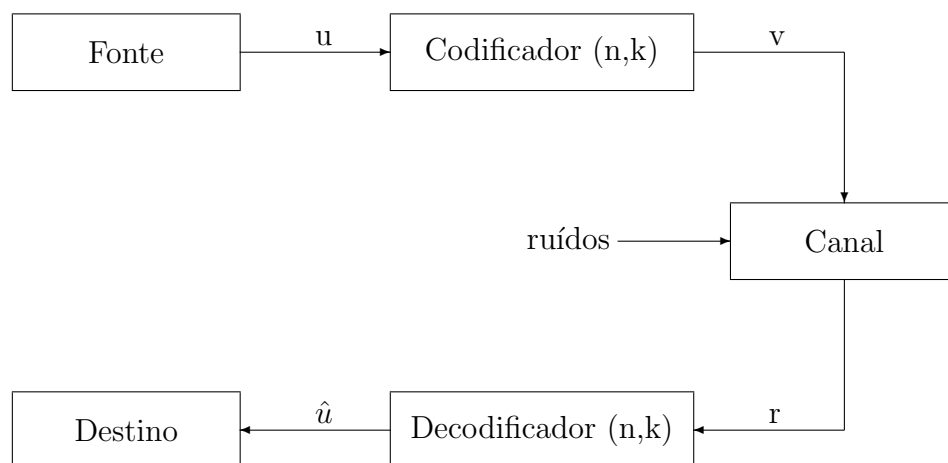 Fonte
u
Codificador (n,k)
v
ruídos
Canal
Destino
û
Decodificador (n,k)
r